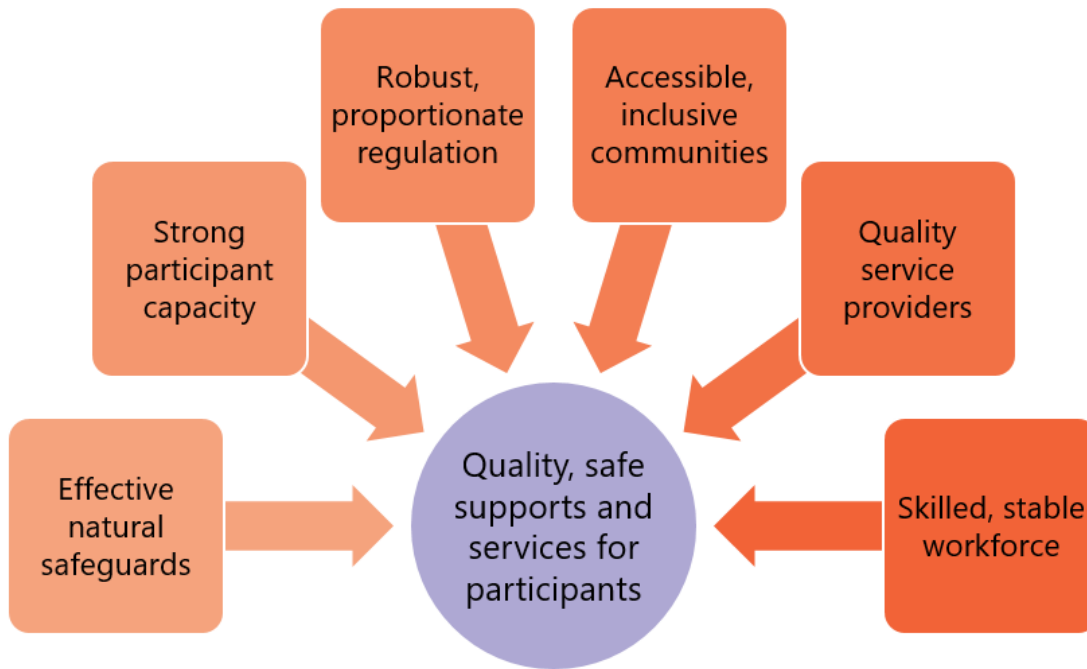 Robust,
proportionate
regulation
Accessible,
inclusive
communities
Strong
participant
capacity
Quality
service
providers
Effective
natural
safeguards
Quality, safe
supports and
services for
participants
Skilled, stable
workforce